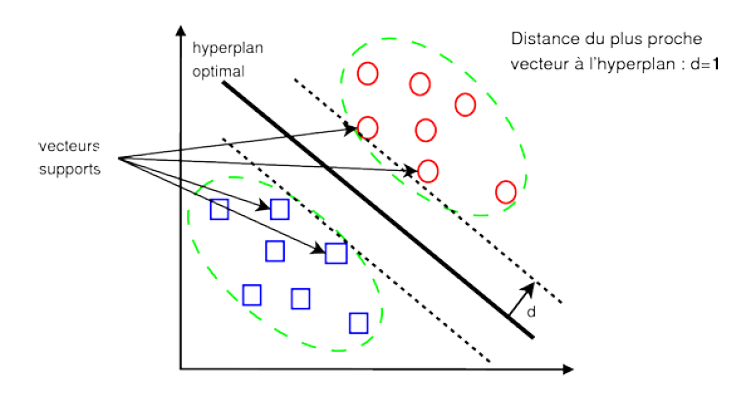 hyperplan
optimal
Distance du plus proche
vecteur à l'hyperplan : d=1
vecteurs
supports
d